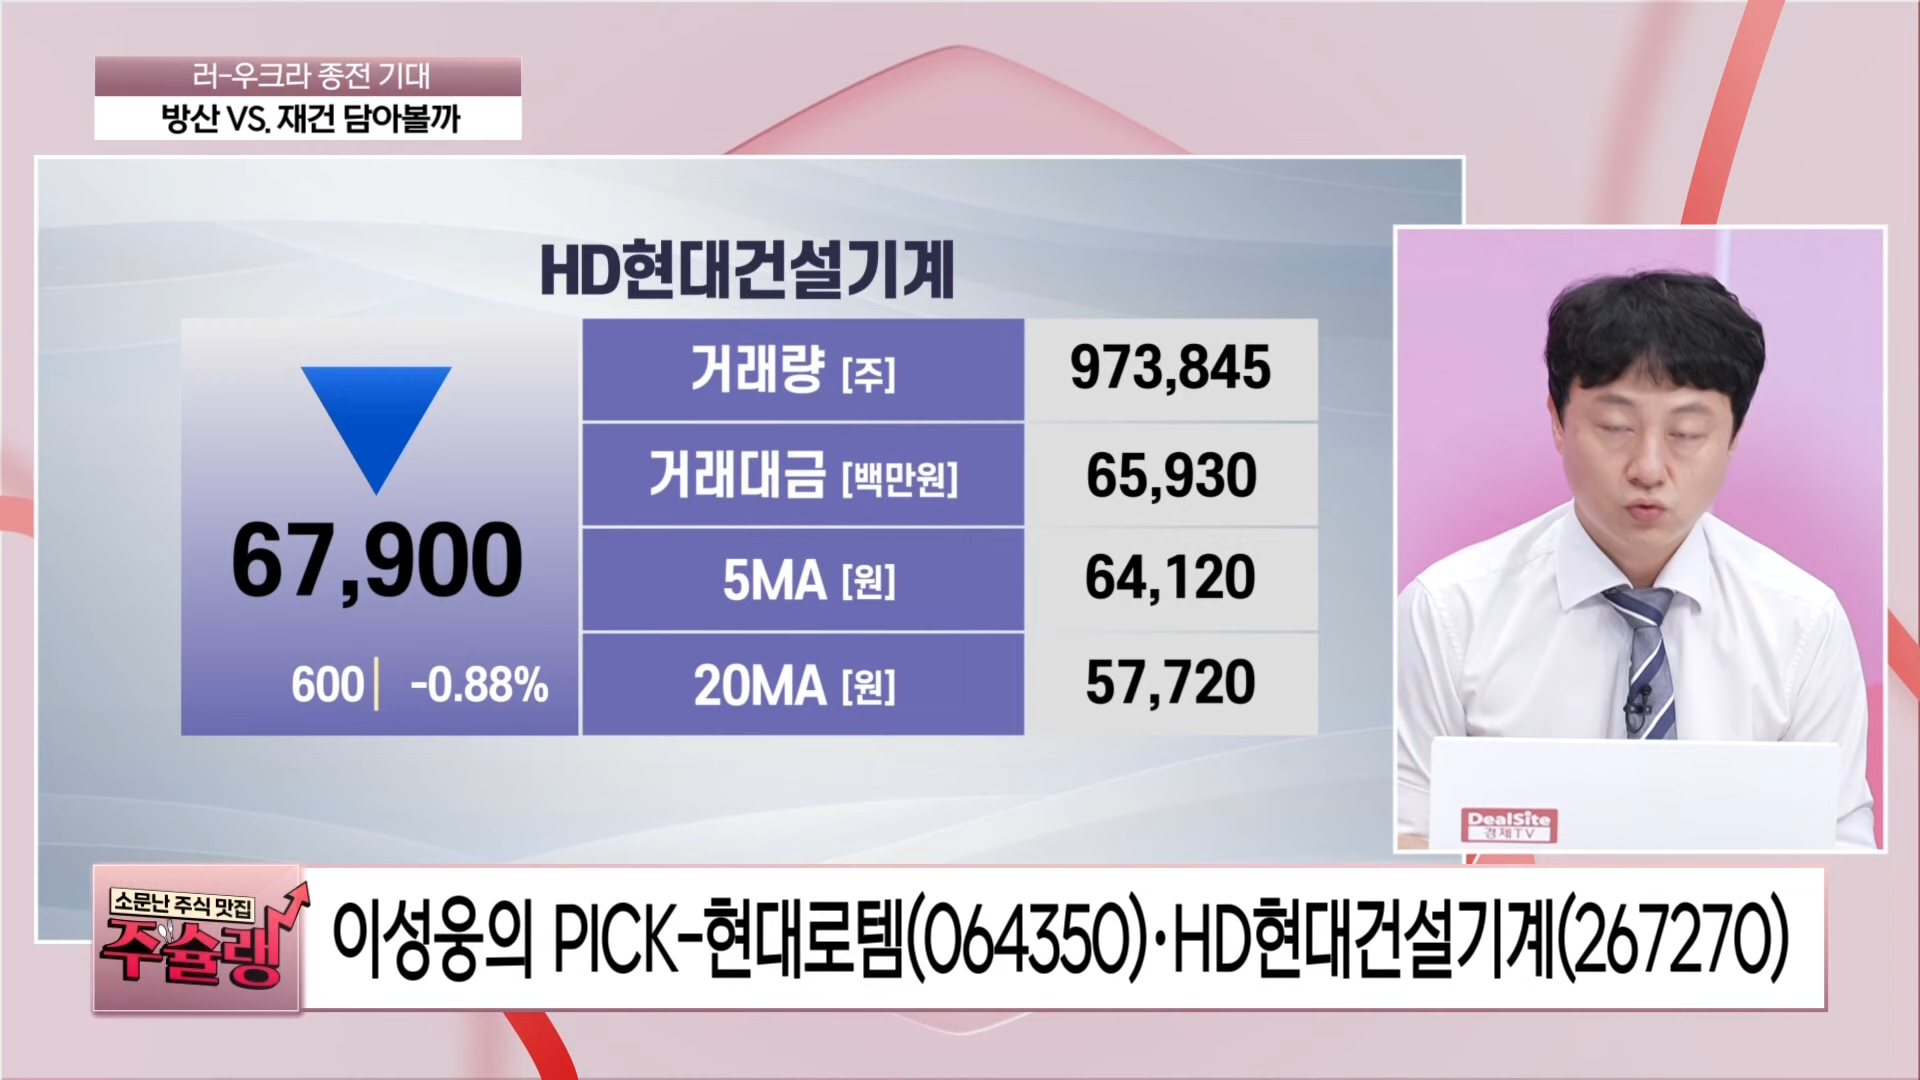 러-우크라 종전 기대
방산 VS. 재건 담아볼까
HD현대건설기계
67,900
600 -0.88%
거래량 [주] 973,845
거래대금 [백만원] 65,930
5MA [원] 64,120
20MA [원] 57,720
DealSite
경제TV
소문난 주식 맛집
주슐랭
이성웅의 PICK-현대로템(064350)·HD현대건설기계(267270)